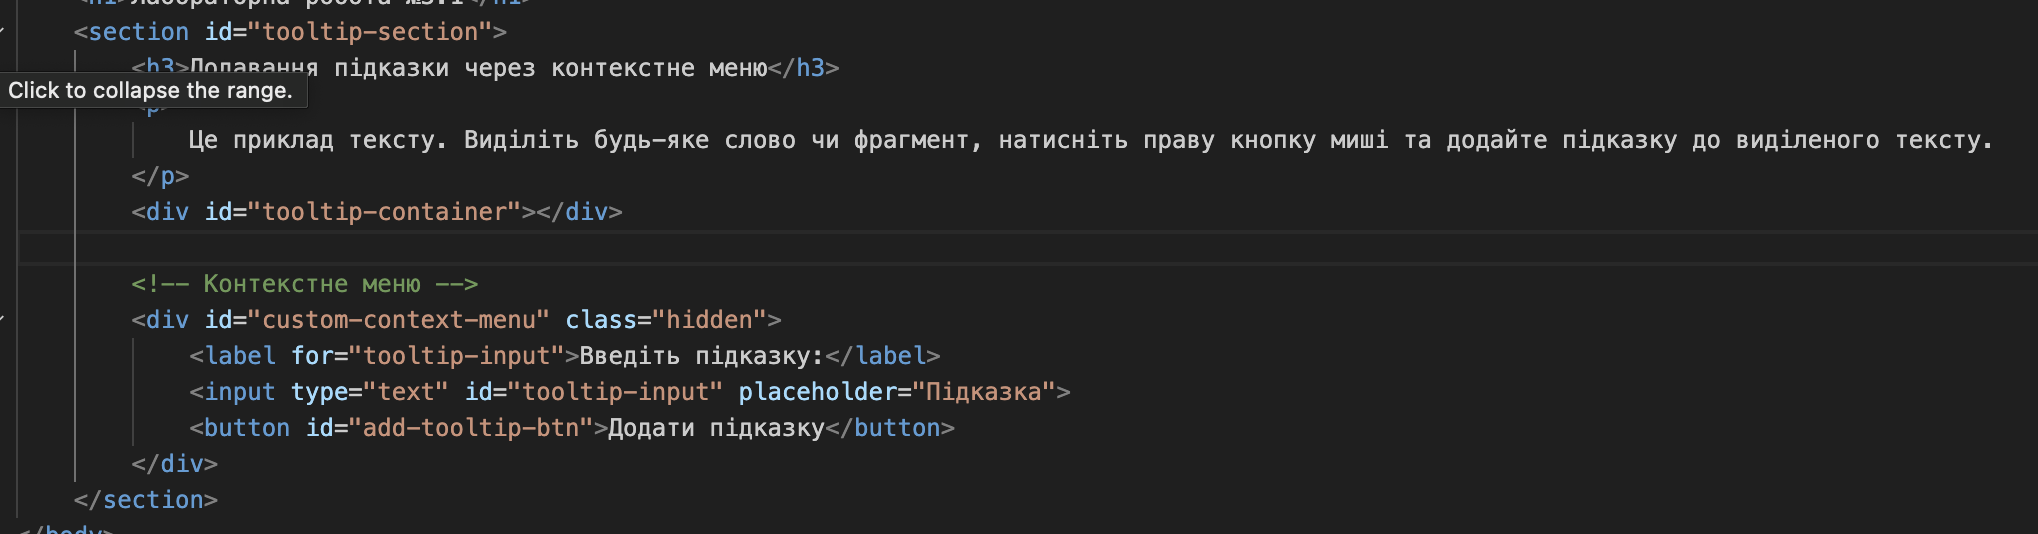 <section id="tooltip-section">
<h3>Додавання підказки через контекстне меню</h3>
Click to collapse the range.
<p>
Це приклад тексту. Виділіть будь-яке слово чи фрагмент, натисніть праву кнопку миші та додайте підказку до виділеного тексту.
</p>
<div id="tooltip-container"></div>
<!-- Контекстне меню -->
<div id="custom-context-menu" class="hidden">
<label for="tooltip-input">Введіть підказку:</label>
<input type="text" id="tooltip-input" placeholder="Підказка">
<button id="add-tooltip-btn">Додати підказку</button>
</div>
</section>
</body>